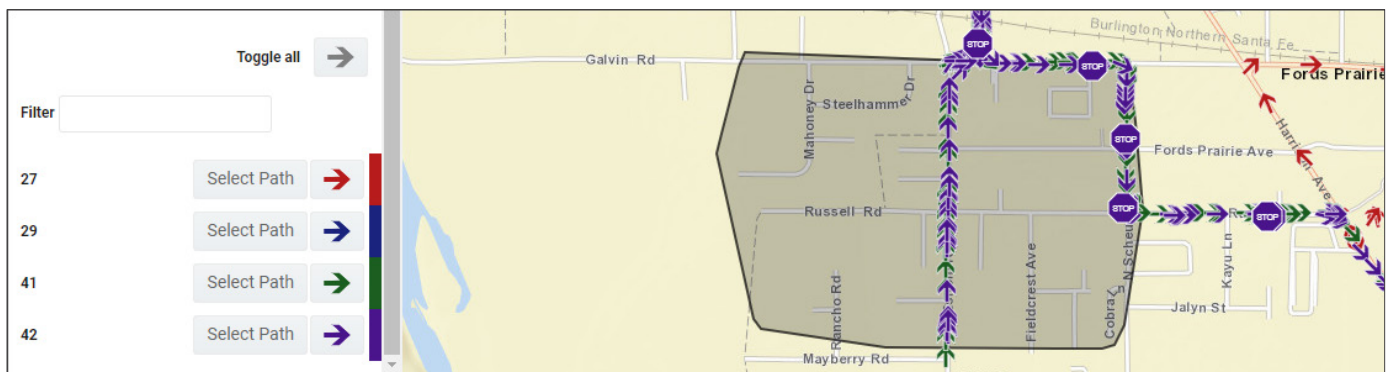 Toggle all
Filter
27 Select Path
29 Select Path
41 Select Path
42 Select Path
Burlington Northern Santa Fe
STOP
Galvin Rd
STOP
Fords Prairie
Mahoney Dr
Steelhammer Dr
Harrison Ave
STOP
Fords Prairie Ave
Russell Rd
STOP
STOP
N Scheu
Kayu Ln
Rancho Rd
Fieldcrest Ave
Cobra Ln
Jalyn St
Mayberry Rd